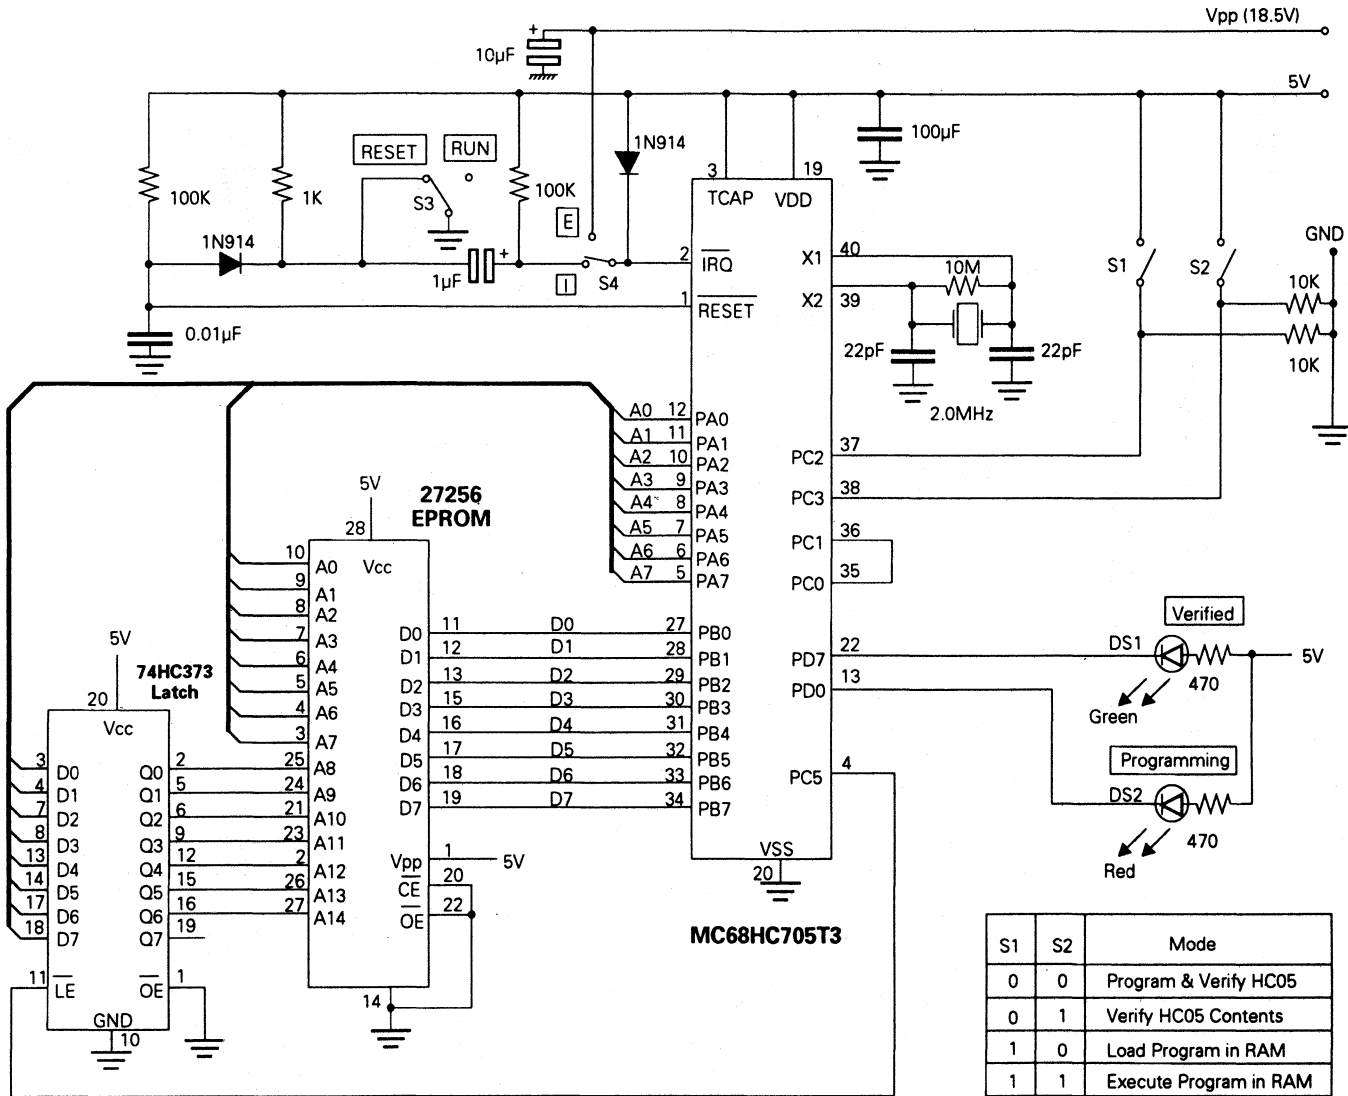 Vpp (18.5V)
+
10µF
5V
100K
1K
RESET
RUN
S3
1N914
+
1µF
100K
E
I
S4
1N914
0.01µF
100µF
3
TCAP
19
VDD
2
IRQ
1
RESET
40
X1
10M
X2
39
22pF
22pF
2.0MHz
S1
S2
GND
10K
10K
A0 12 PA0
A1 11 PA1
A2 10 PA2
A3 9 PA3
A4 8 PA4
A5 7 PA5
A6 6 PA6
A7 5 PA7
PC2 37
PC3 38
PC1 36
PC0 35
27256
EPROM
5V
28
Vcc
10 A0
9 A1
8 A2
7 A3
6 A4
5 A5
4 A6
3 A7
25 A8
24 A9
21 A10
23 A11
2 A12
26 A13
27 A14
D0 11 D0 27 PB0
D1 12 D1 28 PB1
D2 13 D2 29 PB2
D3 15 D3 30 PB3
D4 16 D4 31 PB4
D5 17 D5 32 PB5
D6 18 D6 33 PB6
D7 19 D7 34 PB7
Vpp 1 5V
CE 20
OE 22
14
5V
74HC373
Latch
20
Vcc
3 D0 Q0 2
4 D1 Q1 5
7 D2 Q2 6
8 D3 Q3 9
13 D4 Q4 12
14 D5 Q5 15
17 D6 Q6 16
18 D7 Q7 19
11 LE OE 1
GND
10
PD7 22
PD0 13
PC5 4
VSS
20
MC68HC705T3
Verified
DS1
470
5V
Green
Programming
DS2
470
Red
S1 S2 Mode
0 0 Program & Verify HC05
0 1 Verify HC05 Contents
1 0 Load Program in RAM
1 1 Execute Program in RAM